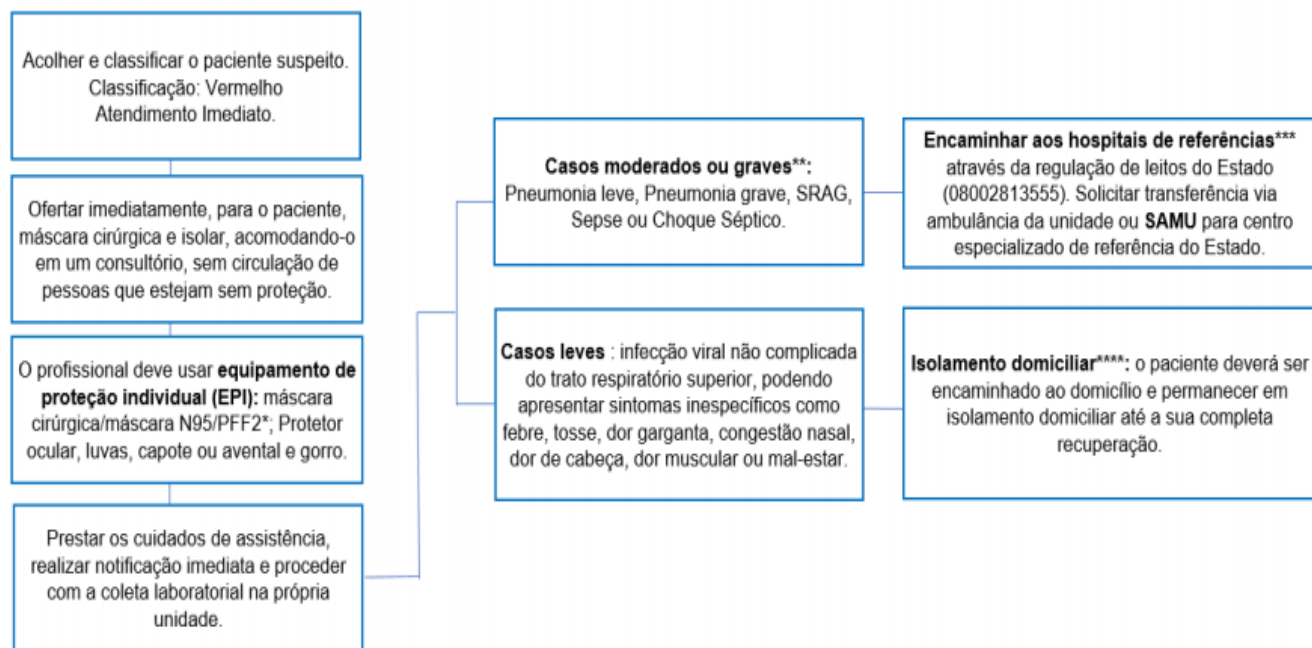 Acolher e classificar o paciente suspeito.
Classificação: Vermelho
Atendimento Imediato.
Ofertar imediatamente, para o paciente,
máscara cirúrgica e isolar, acomodando-o
em um consultório, sem circulação de
pessoas que estejam sem proteção.
O profissional deve usar equipamento de
proteção individual (EPI): máscara
cirúrgica/máscara N95/PFF2*; Protetor
ocular, luvas, capote ou avental e gorro.
Prestar os cuidados de assistência,
realizar notificação imediata e proceder
com a coleta laboratorial na própria
unidade.
Casos moderados ou graves**:
Pneumonia leve, Pneumonia grave, SRAG,
Sepse ou Choque Séptico.
Encaminhar aos hospitais de referências***
através da regulação de leitos do Estado
(08002813555). Solicitar transferência via
ambulância da unidade ou SAMU para centro
especializado de referência do Estado.
Casos leves : infecção viral não complicada
do trato respiratório superior, podendo
apresentar sintomas inespecíficos como
febre, tosse, dor garganta, congestão nasal,
dor de cabeça, dor muscular ou mal-estar.
Isolamento domiciliar****: o paciente deverá ser
encaminhado ao domicílio e permanecer em
isolamento domiciliar até a sua completa
recuperação.